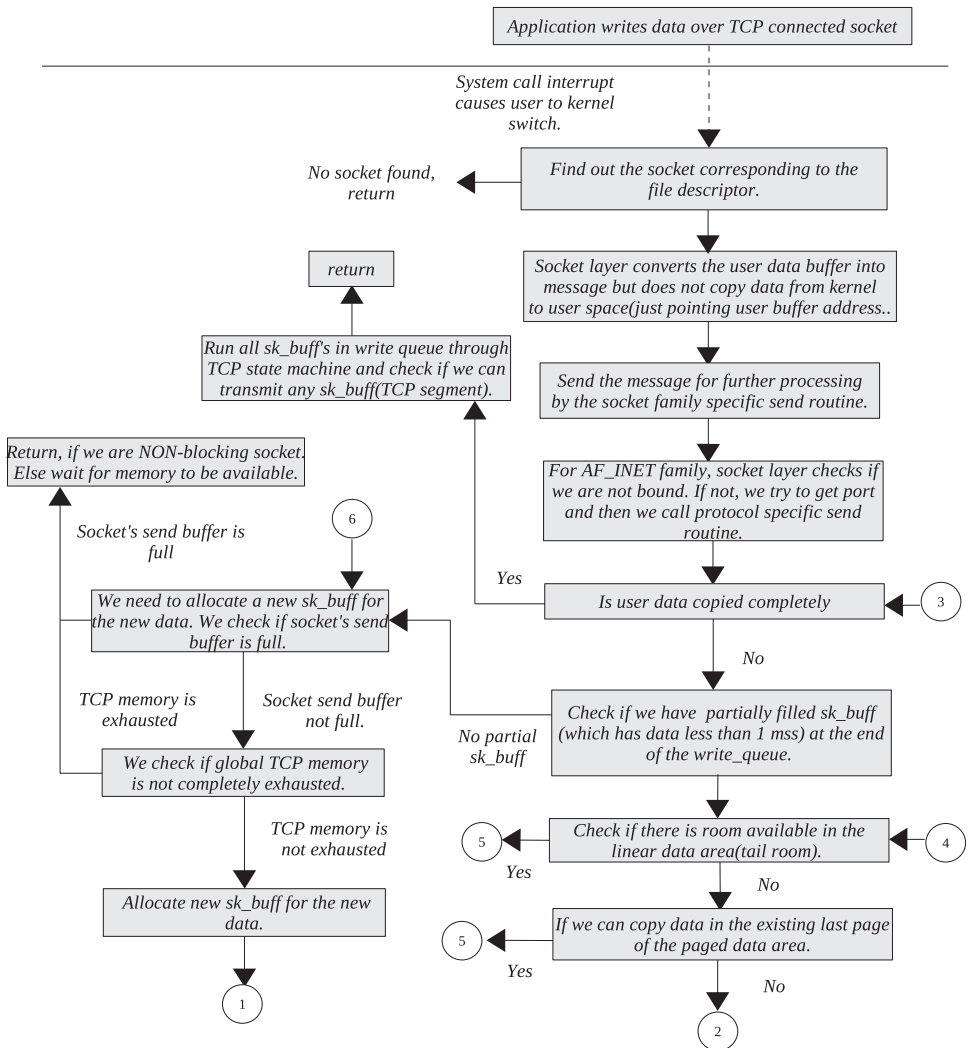 Application writes data over TCP connected socket
System call interrupt
causes user to kernel
switch.
Find out the socket corresponding to the
file descriptor.
No socket found,
return
return
Socket layer converts the user data buffer into
message but does not copy data from kernel
to user space(just pointing user buffer address..
Run all sk_buff's in write queue through
TCP state machine and check if we can
transmit any sk_buff(TCP segment).
Send the message for further processing
by the socket family specific send routine.
Return, if we are NON-blocking socket.
Else wait for memory to be available.
For AF_INET family, socket layer checks if
we are not bound. If not, we try to get port
and then we call protocol specific send
routine.
Socket's send buffer is
full
6
Yes
Is user data copied completely
3
We need to allocate a new sk_buff for
the new data. We check if socket's send
buffer is full.
No
TCP memory is
exhausted
Socket send buffer
not full.
No partial
sk_buff
Check if we have partially filled sk_buff
(which has data less than 1 mss) at the end
of the write_queue.
We check if global TCP memory
is not completely exhausted.
TCP memory is
not exhausted
5
Yes
Check if there is room available in the
linear data area(tail room).
4
No
Allocate new sk_buff for the new
data.
5
Yes
If we can copy data in the existing last page
of the paged data area.
No
1
2